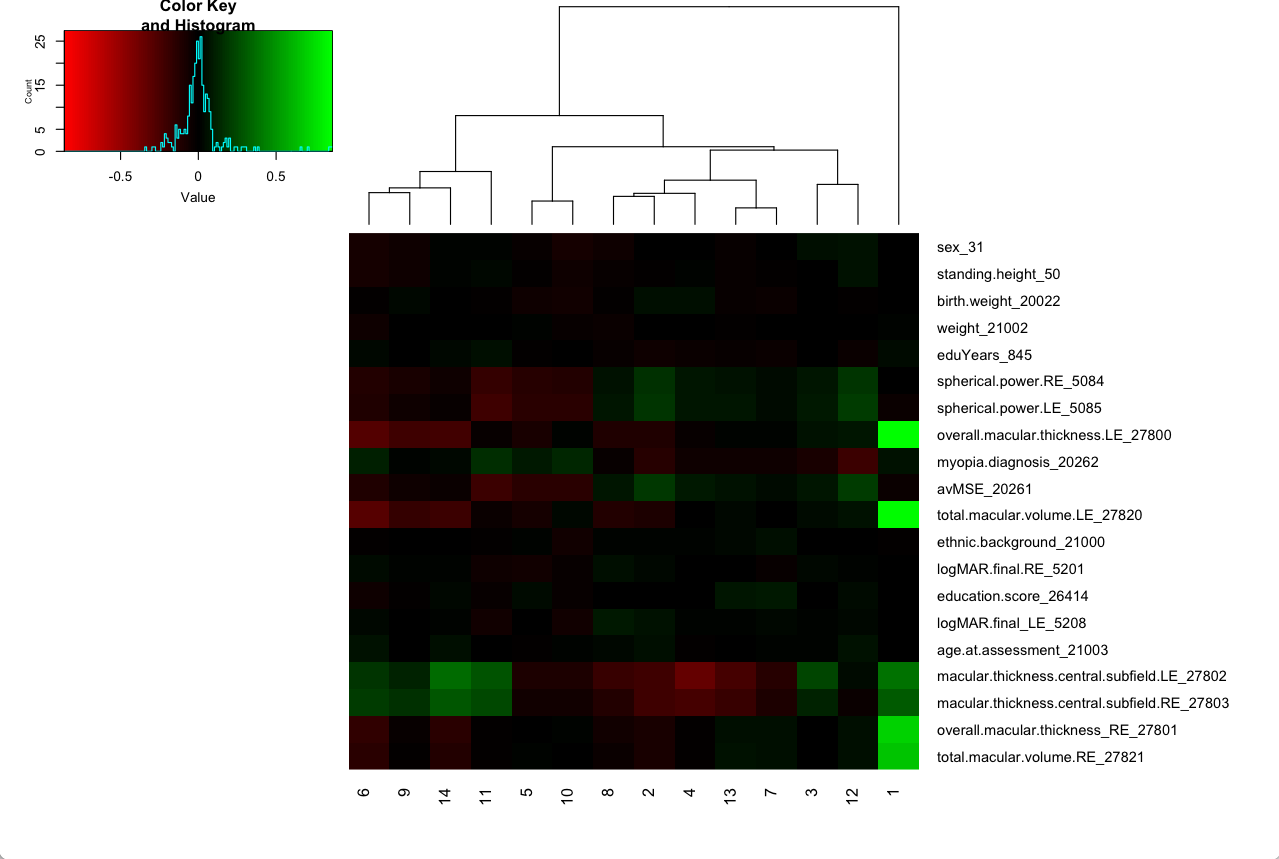 Color Key
and Histogram
Count
0 5 15 25
-0.5 0 0.5
Value
sex_31
standing.height_50
birth.weight_20022
weight_21002
eduYears_845
spherical.power.RE_5084
spherical.power.LE_5085
overall.macular.thickness.LE_27800
myopia.diagnosis_20262
avMSE_20261
total.macular.volume.LE_27820
ethnic.background_21000
logMAR.final.RE_5201
education.score_26414
logMAR.final_LE_5208
age.at.assessment_21003
macular.thickness.central.subfield.LE_27802
macular.thickness.central.subfield.RE_27803
overall.macular.thickness_RE_27801
total.macular.volume.RE_27821
6 9 14 11 5 10 8 2 4 13 7 3 12 1